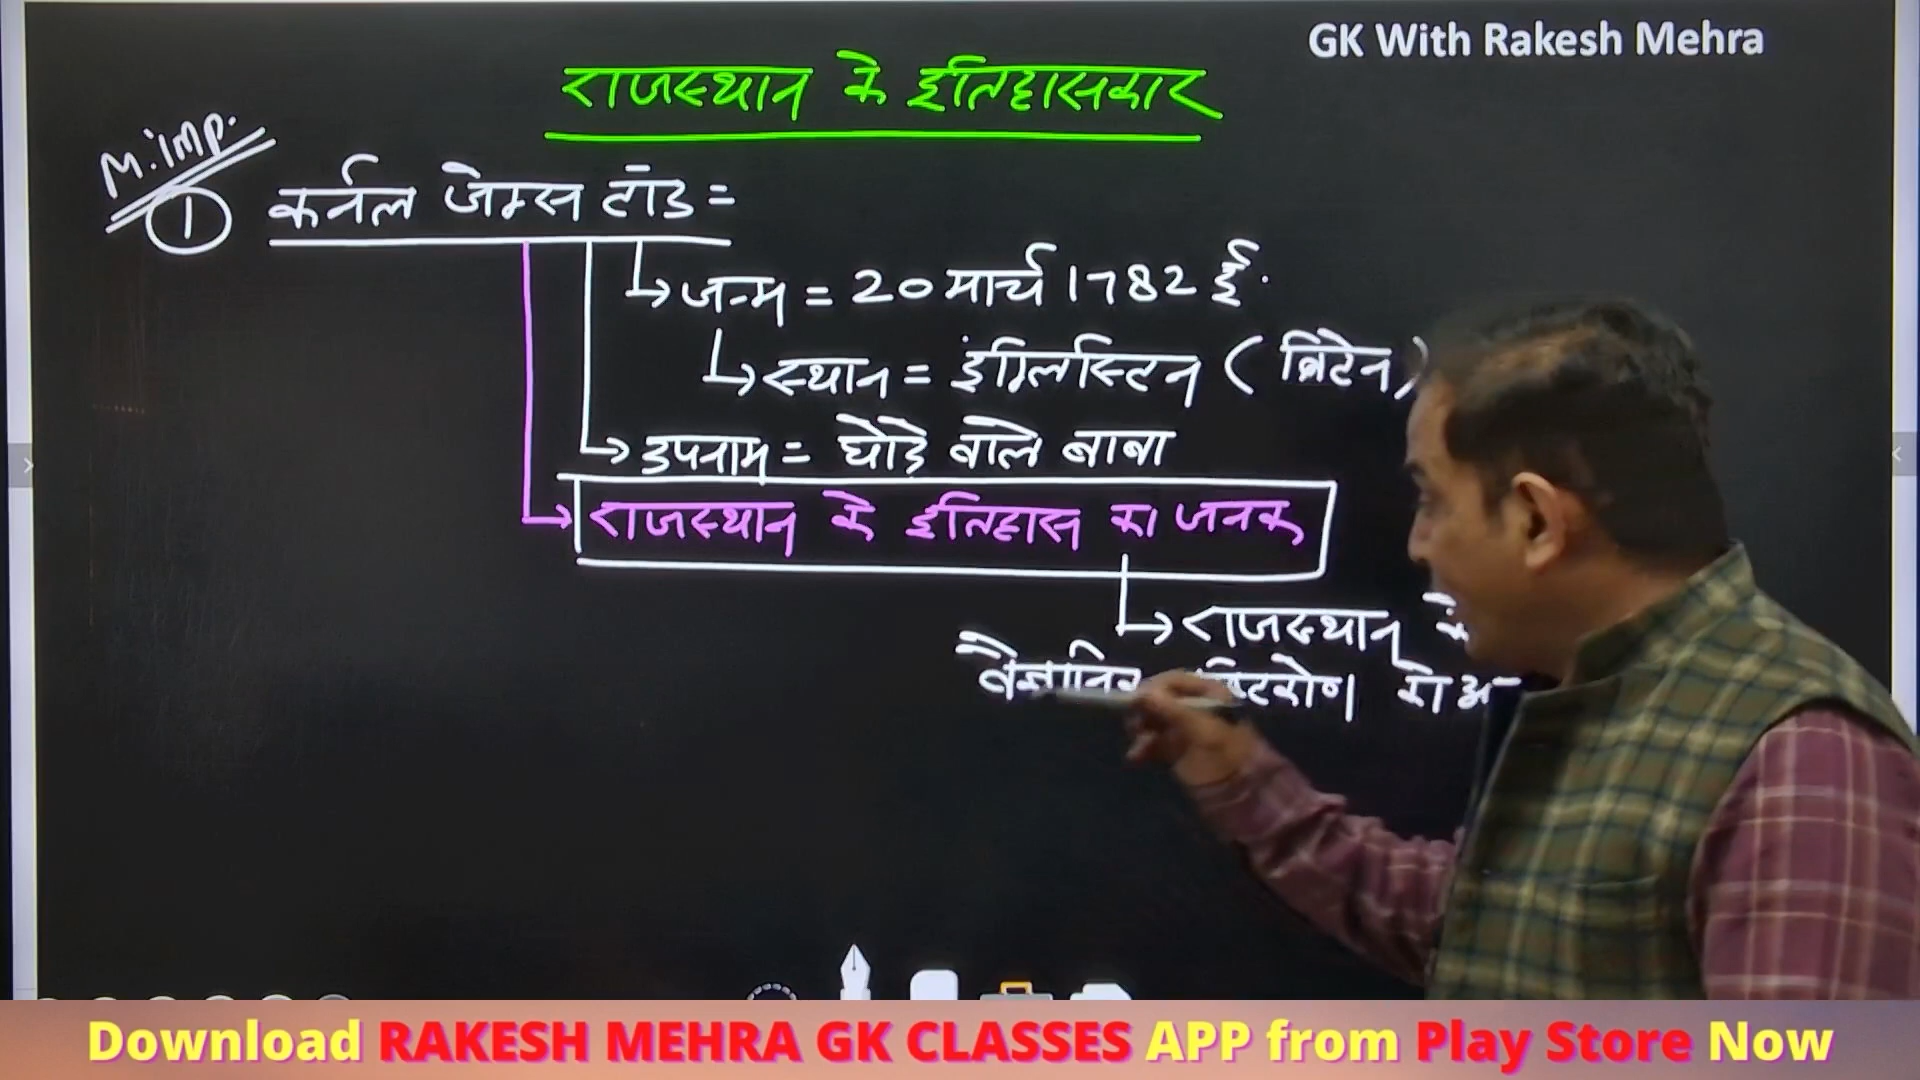 GK With Rakesh Mehra
राजस्थान के इतिहासकार
M. imp.
① कर्नल जेम्स टॉड =
जन्म = 20 मार्च 1782 ई.
स्थान = इंग्लिस्टिन (ब्रिटेन)
उपनाम = घोडे वाले बाबा
राजस्थान के इतिहास का जनक
राजस्थान
को
Download RAKESH MEHRA GK CLASSES APP from Play Store Now